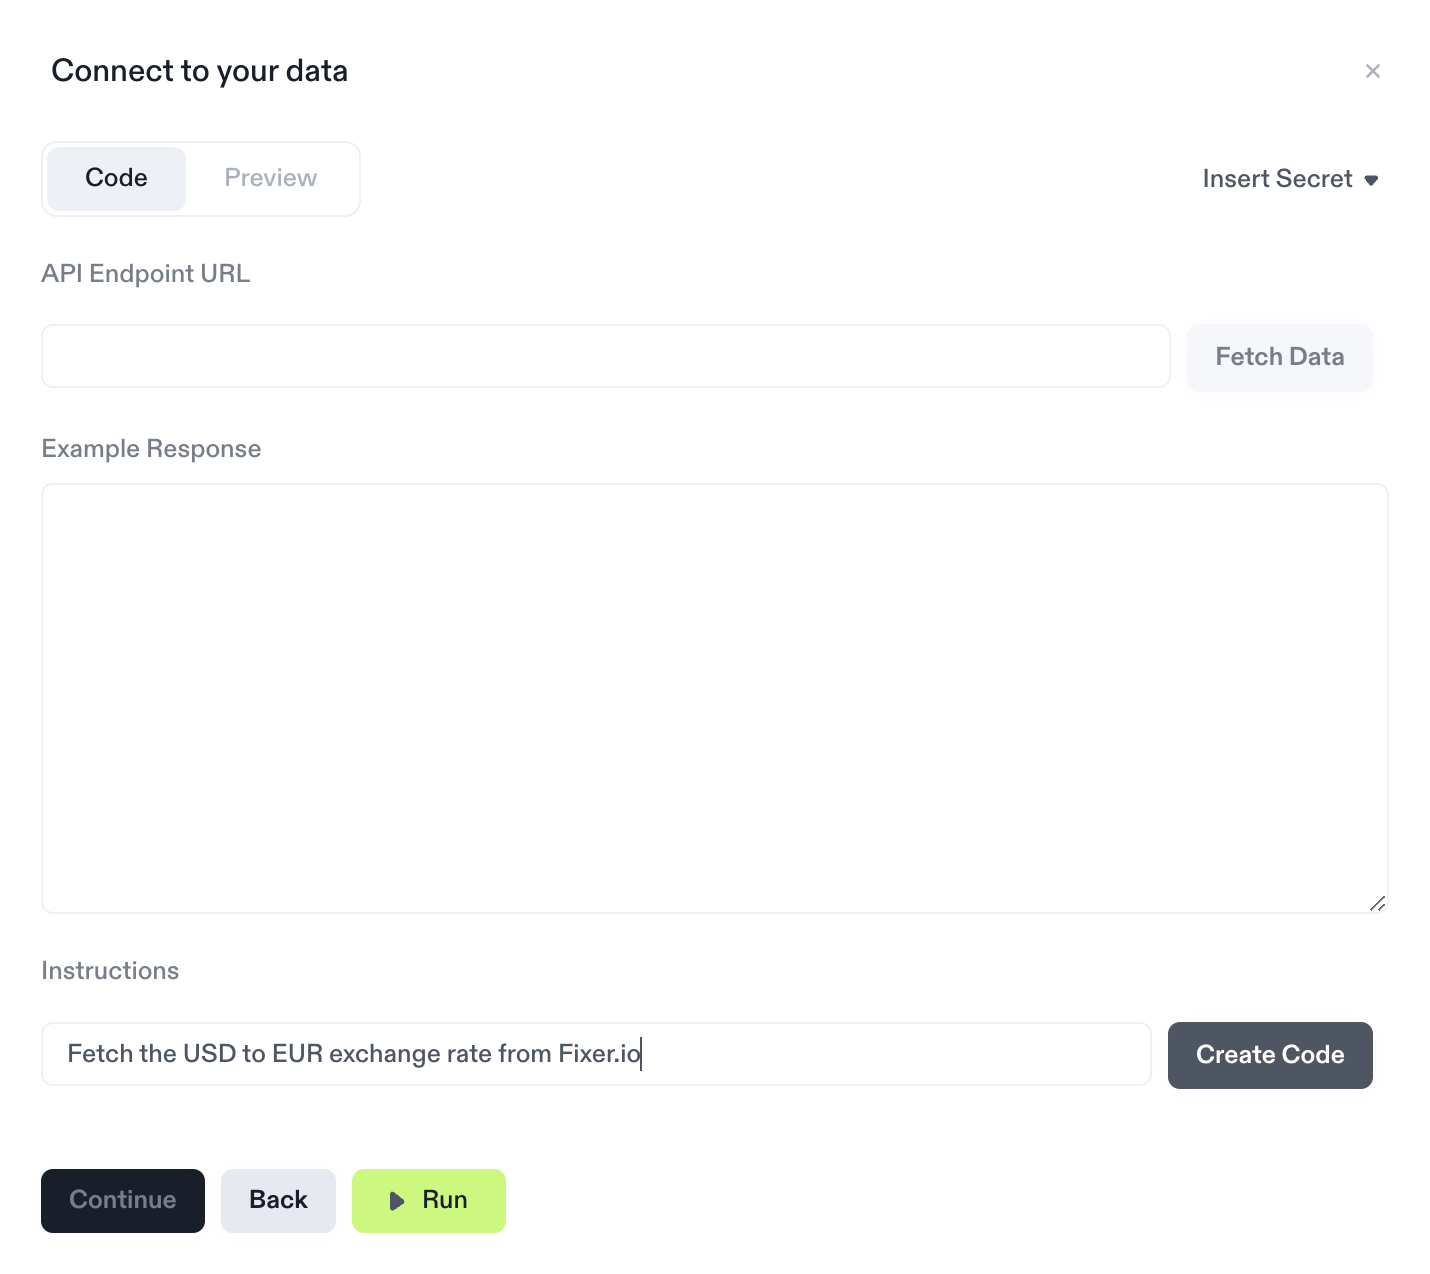 Connect to your data
Code Preview Insert Secret
API Endpoint URL
Fetch Data
Example Response
Instructions
Fetch the USD to EUR exchange rate from Fixer.io Create Code
Continue Back Run